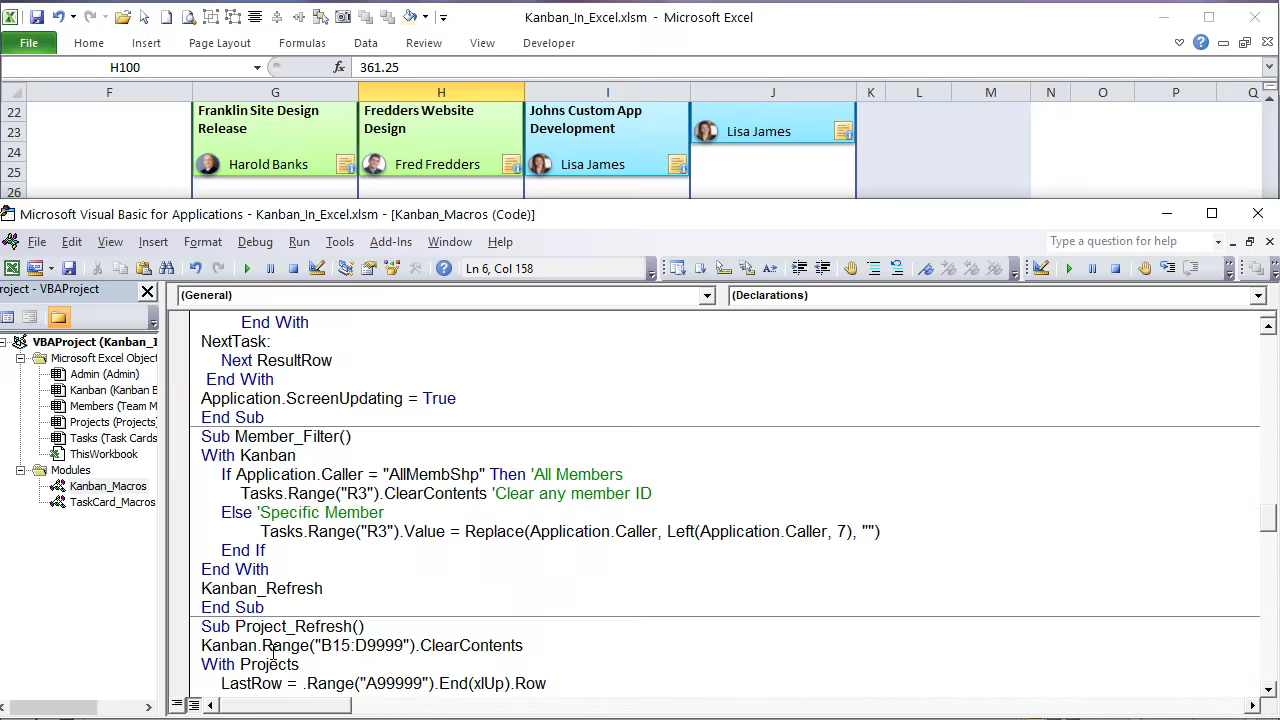 Kanban_In_Excel.xlsm - Microsoft Excel
File Home Insert Page Layout Formulas Data Review View Developer
H100 fx 361.25
F G H I J K L M N O P Q
22 Franklin Site Design Fredders Website Johns Custom App
23 Release Design Development Lisa James
24 Harold Banks Fred Fredders Lisa James
25
26
Microsoft Visual Basic for Applications - Kanban_In_Excel.xlsm - [Kanban_Macros (Code)]
File Edit View Insert Format Debug Run Tools Add-Ins Window Help Type a question for help
Ln 6, Col 158
roject - VBAProject
(General) (Declarations)
VBAProject (Kanban_I
Microsoft Excel Object
Admin (Admin)
Kanban (Kanban B
Members (Team M
Projects (Projects)
Tasks (Task Cards
ThisWorkbook
Modules
Kanban_Macros
TaskCard_Macros
End With
NextTask:
Next ResultRow
End With
Application.ScreenUpdating = True
End Sub
Sub Member_Filter()
With Kanban
If Application.Caller = "AllMembShp" Then 'All Members
Tasks.Range("R3").ClearContents 'Clear any member ID
Else 'Specific Member
Tasks.Range("R3").Value = Replace(Application.Caller, Left(Application.Caller, 7), "")
End If
End With
Kanban_Refresh
End Sub
Sub Project_Refresh()
Kanban.Range("B15:D9999").ClearContents
With Projects
LastRow = .Range("A99999").End(xlUp).Row